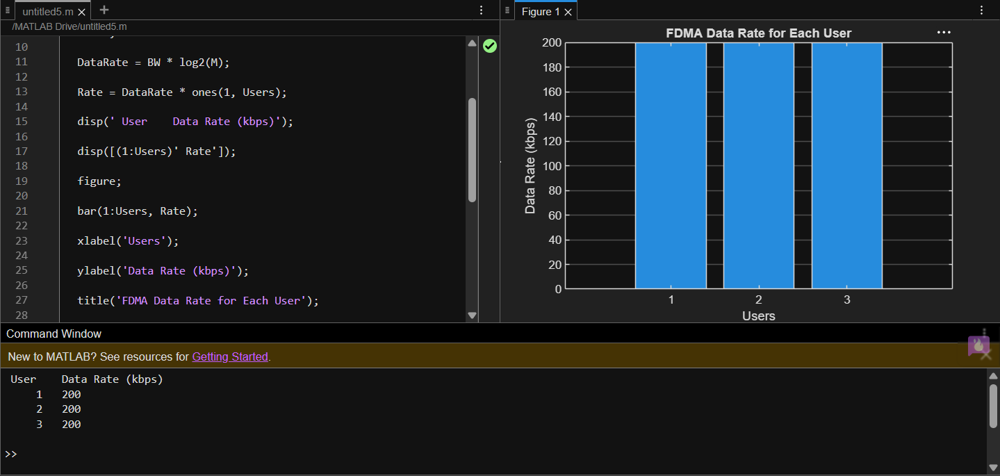 untitled5.m
/MATLAB Drive/untitled5.m
10
11 DataRate = BW * log2(M);
12
13 Rate = DataRate * ones(1, Users);
14
15 disp(' User    Data Rate (kbps)');
16
17 disp([(1:Users)' Rate']);
18
19 figure;
20
21 bar(1:Users, Rate);
22
23 xlabel('Users');
24
25 ylabel('Data Rate (kbps)');
26
27 title('FDMA Data Rate for Each User');
28
Figure 1
FDMA Data Rate for Each User
200
180
160
140
120
100
80
60
40
20
0
Data Rate (kbps)
1 2 3
Users
Command Window
New to MATLAB? See resources for Getting Started.
User    Data Rate (kbps)
1   200
2   200
3   200
>>